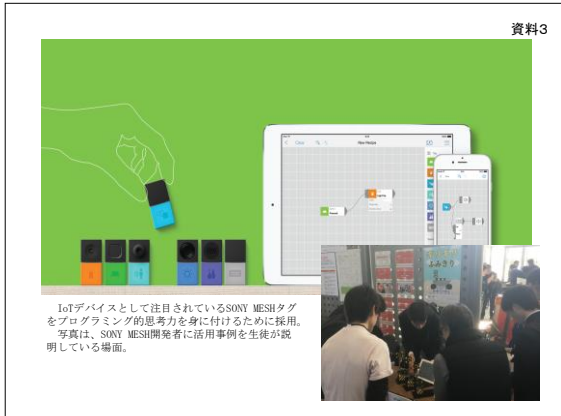 資料3
New Recipe
IoTデバイスとして注目されているSONY MESHタグ
をプログラミング的思考力を身に付けるために採用。
写真は、SONY MESH開発者に活用事例を生徒が説
明している場面。